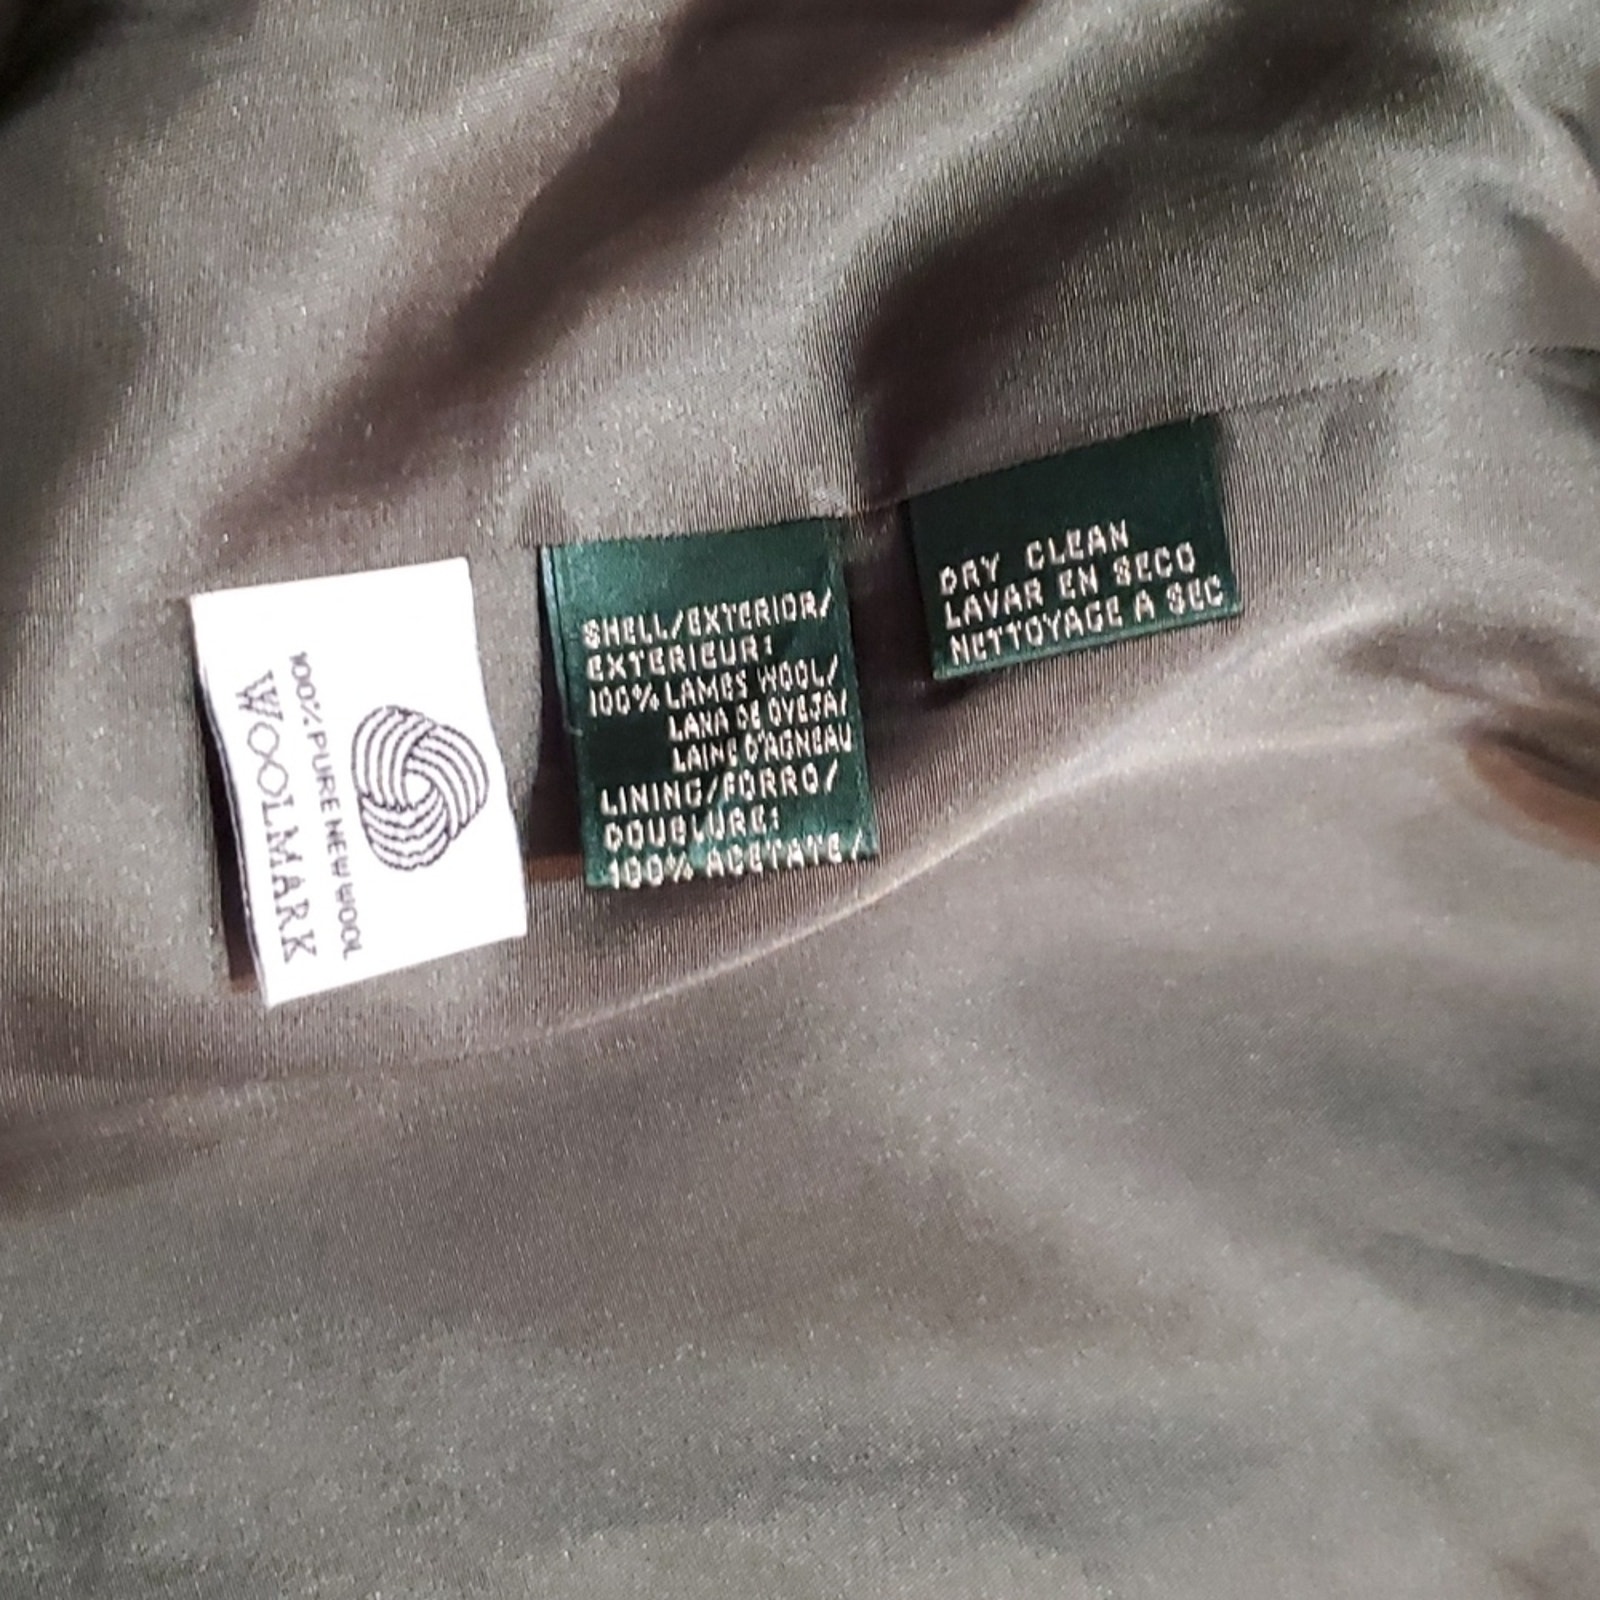 100% PURE NEW WOOL
WOOLMARK
SHELL/EXTERIOR/
EXTERIEUR:
100% LAMBS WOOL/
LANA DE OVEJA/
LAINE D'AGNEAU
LINING/FORRO/
DOUBLURE:
100% ACETATE/
DRY CLEAN
LAVAR EN SECO
NETTOYAGE A SEC